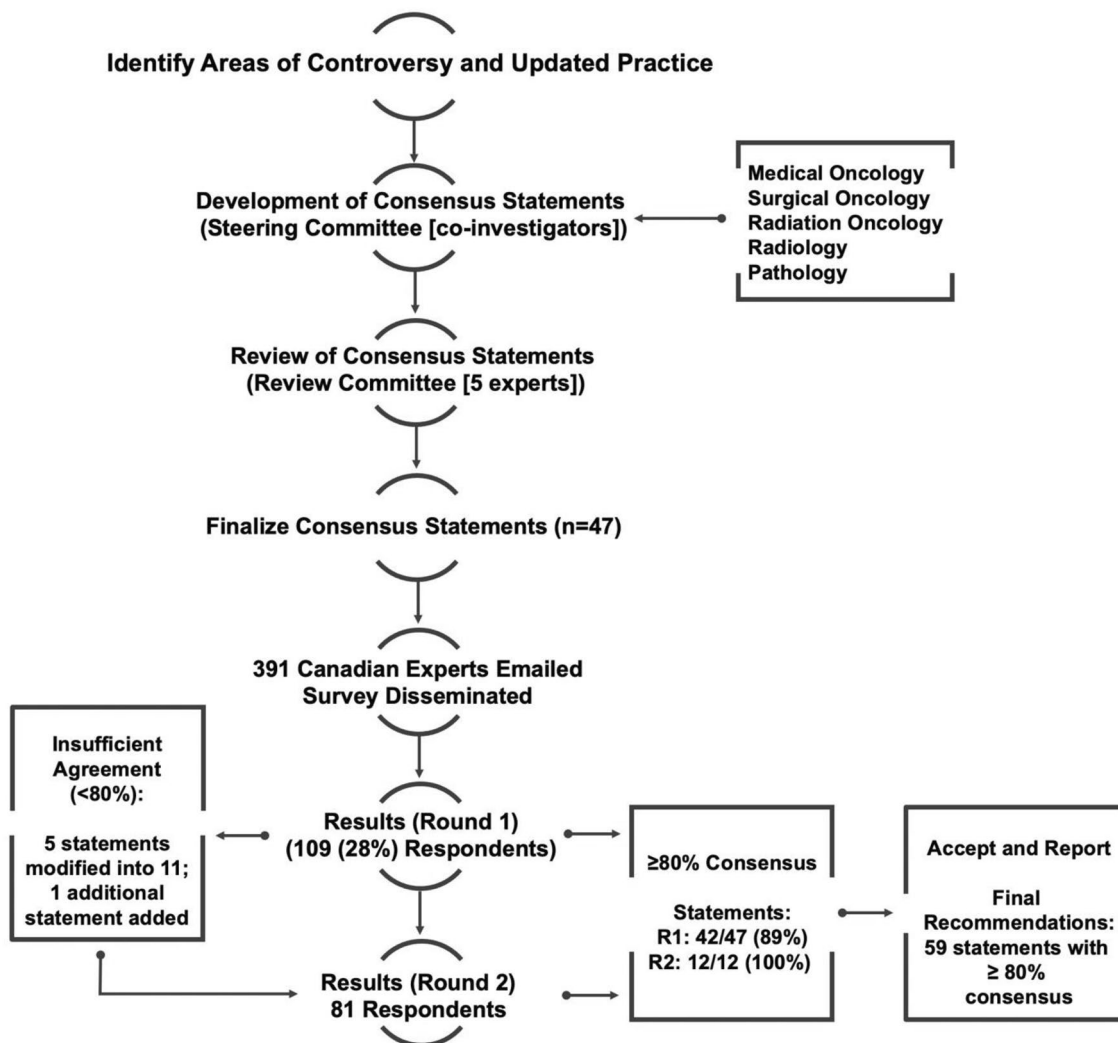 Identify Areas of Controversy and Updated Practice
Development of Consensus Statements
(Steering Committee [co-investigators])
Medical Oncology
Surgical Oncology
Radiation Oncology
Radiology
Pathology
Review of Consensus Statements
(Review Committee [5 experts])
Finalize Consensus Statements (n=47)
391 Canadian Experts Emailed
Survey Disseminated
Insufficient
Agreement
(<80%):
5 statements
modified into 11;
1 additional
statement added
Results (Round 1)
(109 (28%) Respondents)
Results (Round 2)
81 Respondents
≥80% Consensus
Statements:
R1: 42/47 (89%)
R2: 12/12 (100%)
Accept and Report
Final
Recommendations:
59 statements with
≥ 80%
consensus